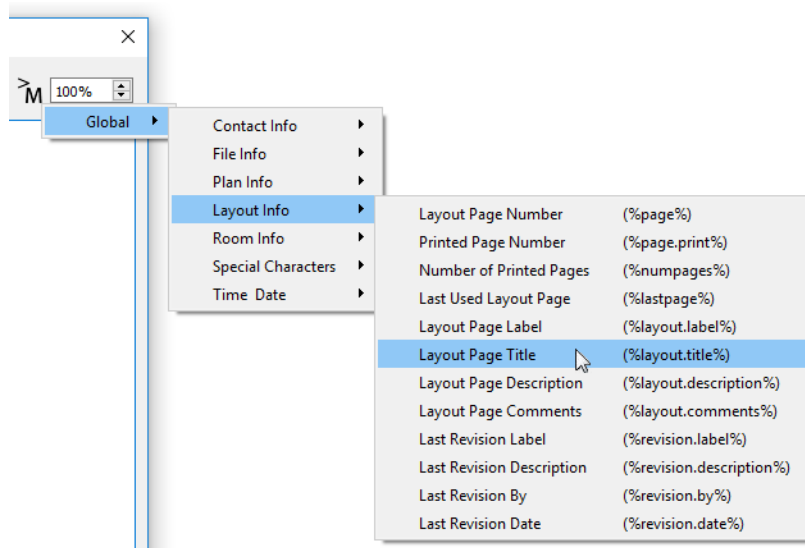 >M 100%
Global
Contact Info
File Info
Plan Info
Layout Info
Room Info
Special Characters
Time Date
Layout Page Number (%page%)
Printed Page Number (%page.print%)
Number of Printed Pages (%numpages%)
Last Used Layout Page (%lastpage%)
Layout Page Label (%layout.label%)
Layout Page Title (%layout.title%)
Layout Page Description (%layout.description%)
Layout Page Comments (%layout.comments%)
Last Revision Label (%revision.label%)
Last Revision Description (%revision.description%)
Last Revision By (%revision.by%)
Last Revision Date (%revision.date%)